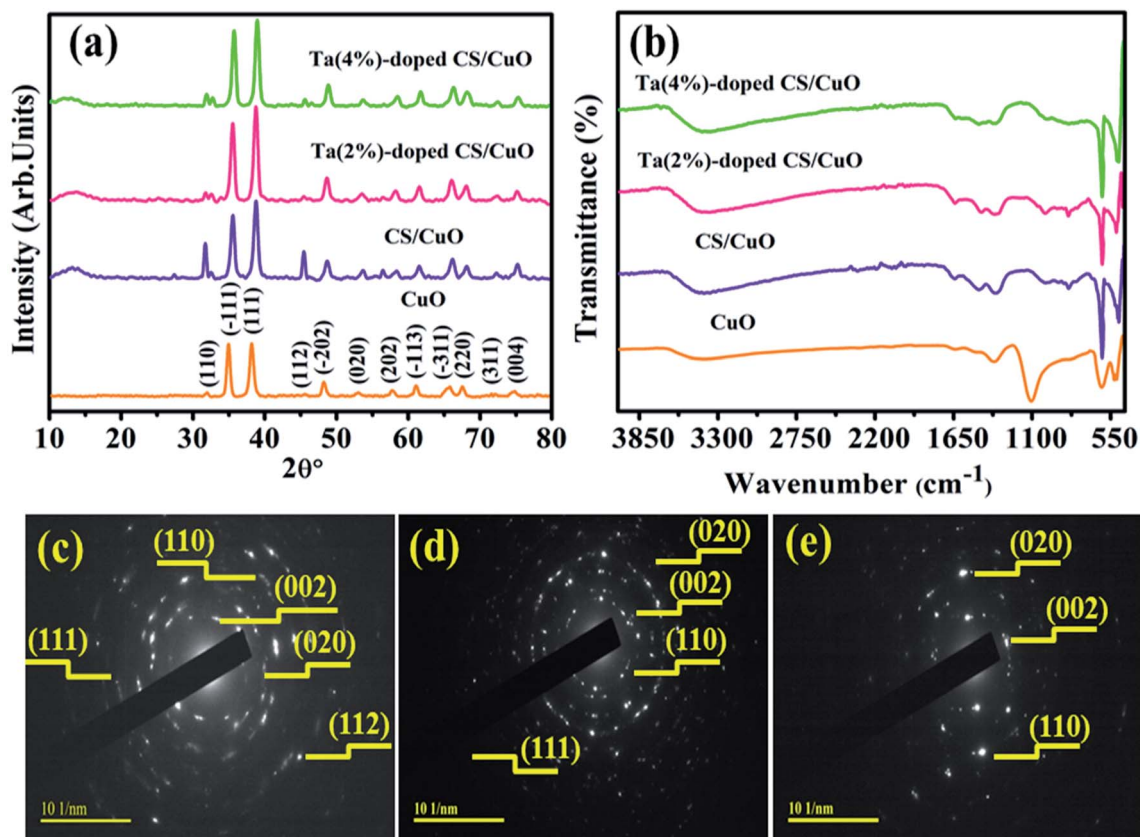 (a)
Ta(4%)-doped CS/CuO
Ta(2%)-doped CS/CuO
CS/CuO
CuO
(110)
(-111)
(111)
(112)
(-202)
(020)
(202)
(-113)
(-311)
(220)
(311)
(004)
Intensity (Arb.Units)
10 20 30 40 50 60 70 80
2θ°
(b)
Ta(4%)-doped CS/CuO
Ta(2%)-doped CS/CuO
CS/CuO
CuO
Transmittance (%)
3850 3300 2750 2200 1650 1100 550
Wavenumber (cm⁻¹)
(c)
(110)
(002)
(111)
(020)
(112)
10 1/nm
(d)
(020)
(002)
(110)
(111)
10 1/nm
(e)
(020)
(002)
(110)
10 1/nm